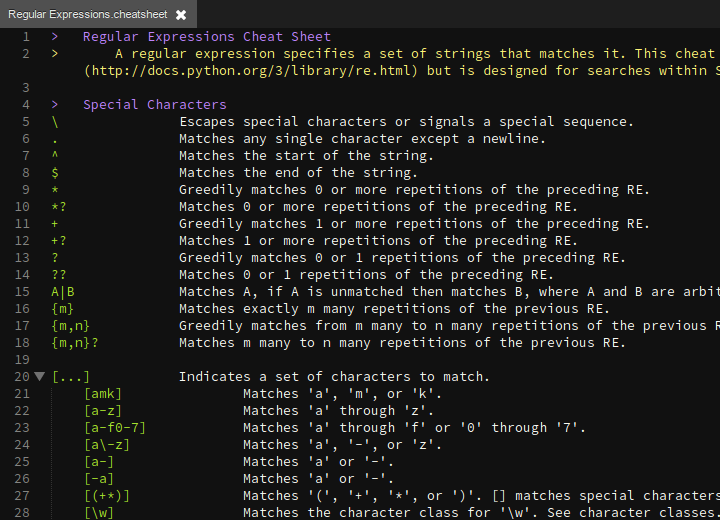 Regular Expressions.cheatsheet ✖
1 > Regular Expressions Cheat Sheet
2 > A regular expression specifies a set of strings that matches it. This cheat
(http://docs.python.org/3/library/re.html) but is designed for searches within S
3
4 > Special Characters
5 \ Escapes special characters or signals a special sequence.
6 . Matches any single character except a newline.
7 ^ Matches the start of the string.
8 $ Matches the end of the string.
9 * Greedily matches 0 or more repetitions of the preceding RE.
10 *? Matches 0 or more repetitions of the preceding RE.
11 + Greedily matches 1 or more repetitions of the preceding RE.
12 +? Matches 1 or more repetitions of the preceding RE.
13 ? Greedily matches 0 or 1 repetitions of the preceding RE.
14 ?? Matches 0 or 1 repetitions of the preceding RE.
15 A|B Matches A, if A is unmatched then matches B, where A and B are arbit
16 {m} Matches exactly m many repetitions of the previous RE.
17 {m,n} Greedily matches from m many to n many repetitions of the previous R
18 {m,n}? Matches m many to n many repetitions of the previous RE.
19
20 [...] Indicates a set of characters to match.
21 [amk] Matches 'a', 'm', or 'k'.
22 [a-z] Matches 'a' through 'z'.
23 [a-f0-7] Matches 'a' through 'f' or '0' through '7'.
24 [a\-z] Matches 'a', '-', or 'z'.
25 [a-] Matches 'a' or '-'.
26 [-a] Matches 'a' or '-'.
27 [(+*)] Matches '(', '+', '*', or ')'. [] matches special characters
28 [\w] Matches the character class for '\w'. See character classes.